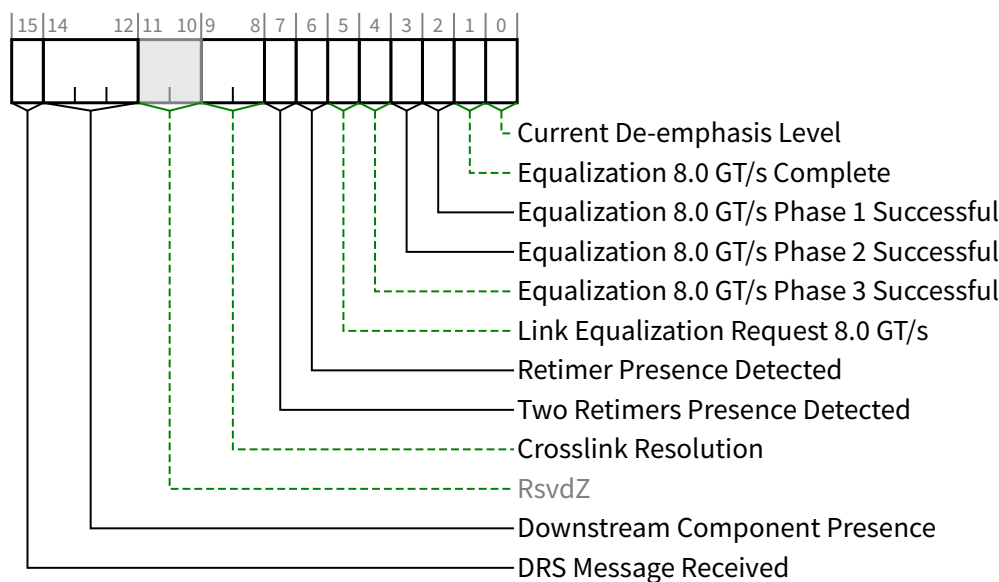 15 14 12 11 10 9 8 7 6 5 4 3 2 1 0
Current De-emphasis Level
Equalization 8.0 GT/s Complete
Equalization 8.0 GT/s Phase 1 Successful
Equalization 8.0 GT/s Phase 2 Successful
Equalization 8.0 GT/s Phase 3 Successful
Link Equalization Request 8.0 GT/s
Retimer Presence Detected
Two Retimers Presence Detected
Crosslink Resolution
RsvdZ
Downstream Component Presence
DRS Message Received